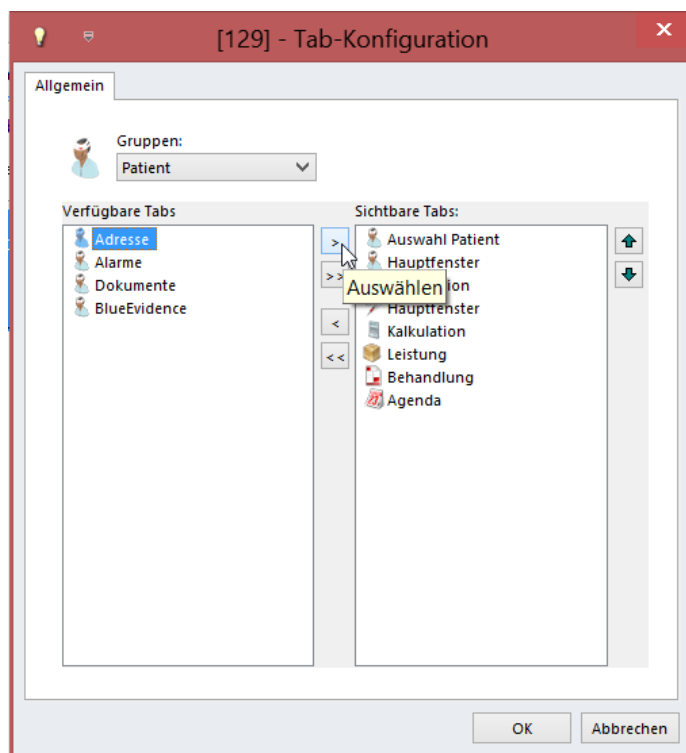 [129] - Tab-Konfiguration
Allgemein
Gruppen:
Patient
Verfügbare Tabs
Adresse
Alarme
Dokumente
BlueEvidence
>
>>
<
<<
Auswählen
Sichtbare Tabs:
Auswahl Patient
Hauptfenster
Hauptfenster
Kalkulation
Leistung
Behandlung
Agenda
OK
Abbrechen